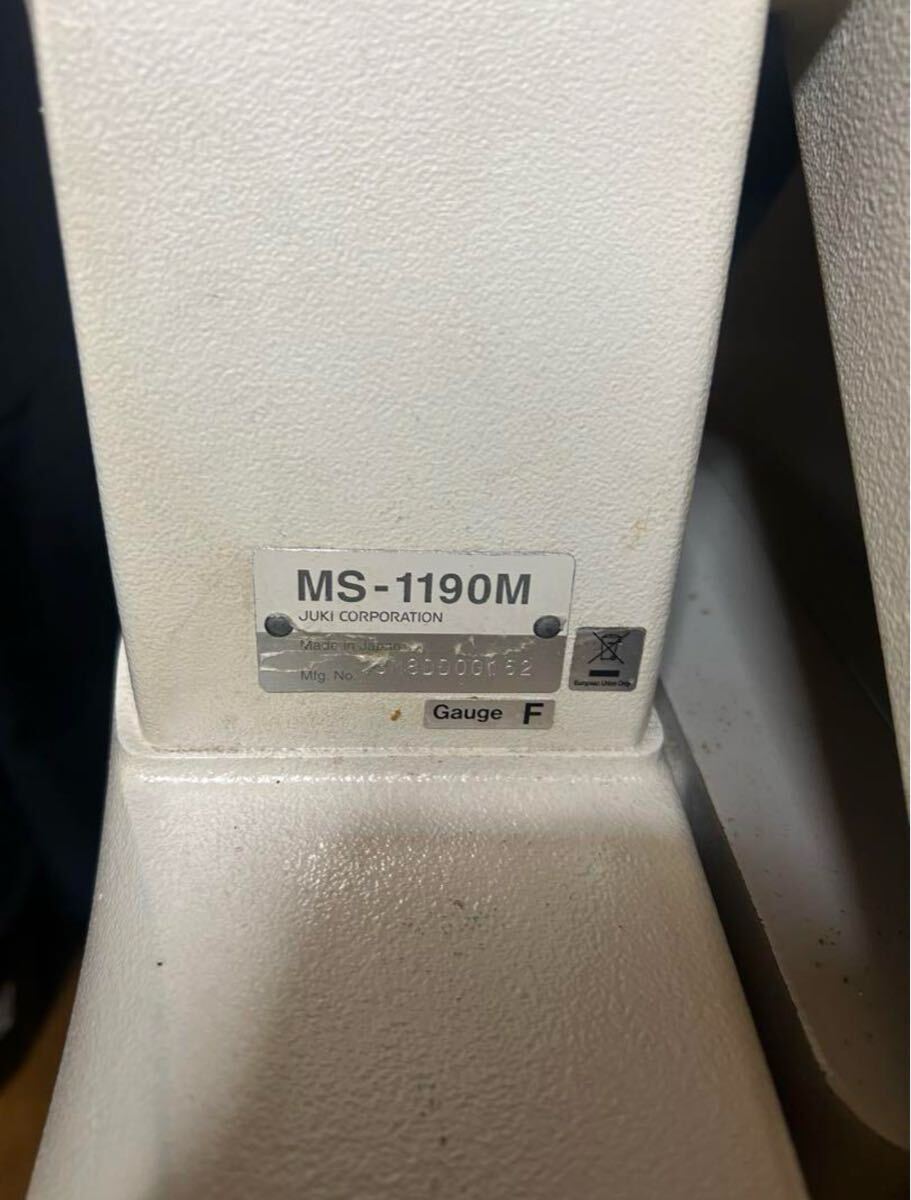 MS-1190M
JUKI CORPORATION
Made in Japan
Mfg. No.
European Union Only
Gauge F